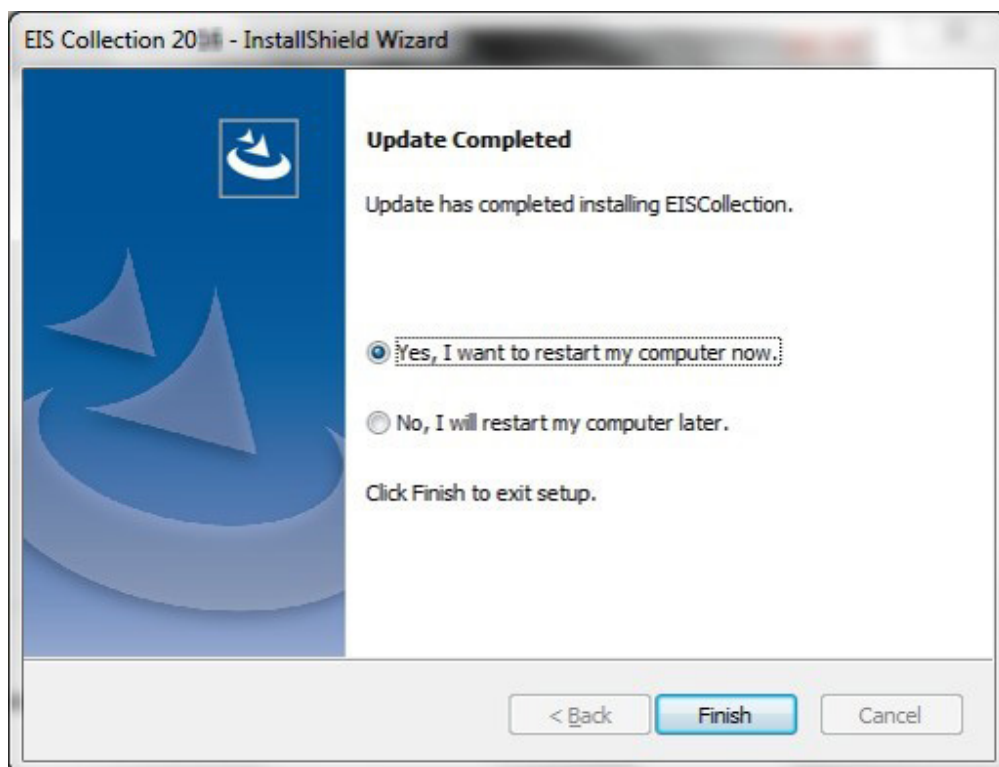 EIS Collection - InstallShield Wizard
Update Completed
Update has completed installing EISCollection.
Yes, I want to restart my computer now.
No, I will restart my computer later.
Click Finish to exit setup.
< Back
Finish
Cancel